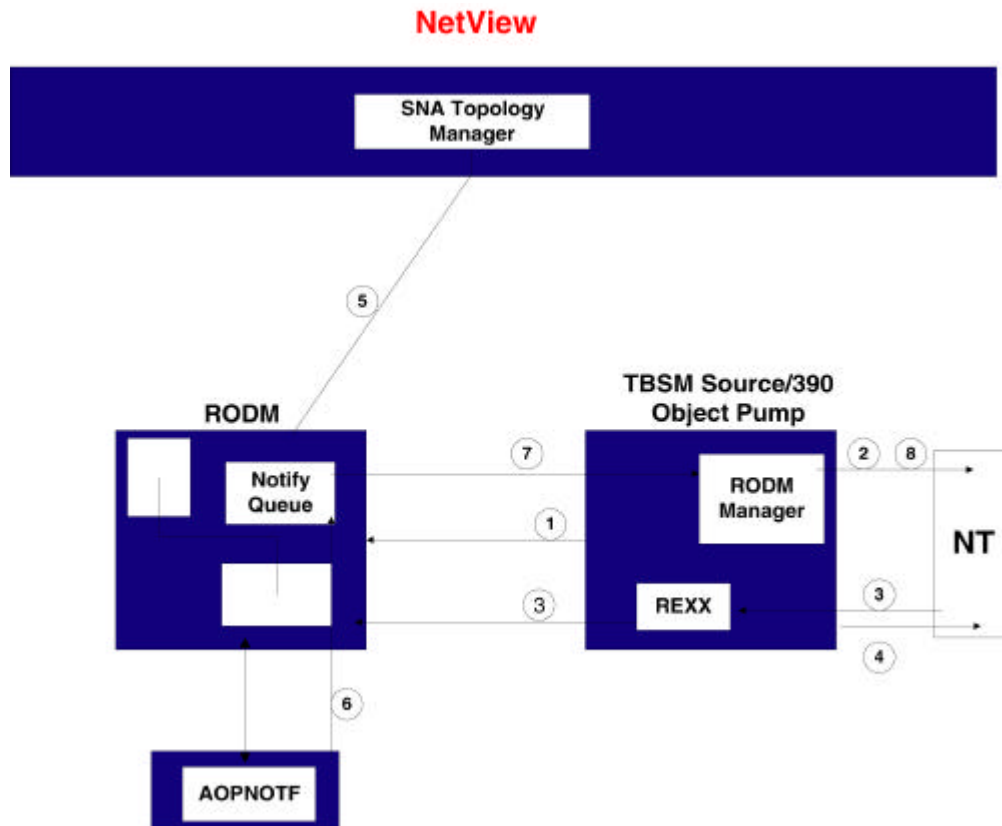 NetView
SNA Topology
Manager
5
TBSM Source/390
Object Pump
RODM
7
2 8
Notify
Queue
RODM
Manager
1
NT
3
REXX
3
4
6
AOPNOTF